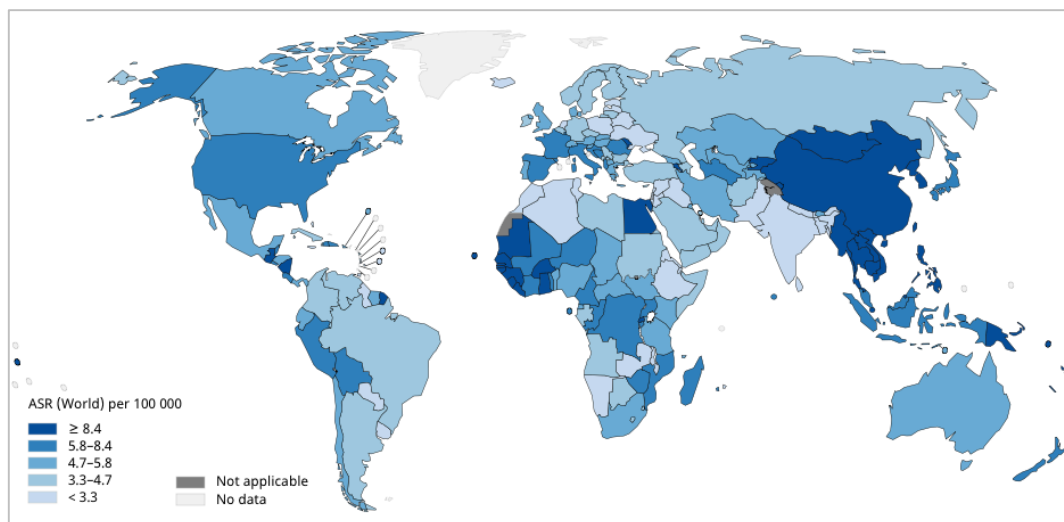 ASR (World) per 100 000
≥ 8.4
5.8–8.4
4.7–5.8
3.3–4.7
< 3.3
Not applicable
No data